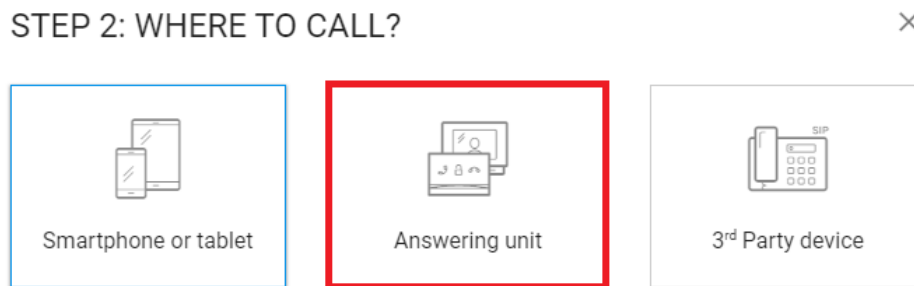 STEP 2: WHERE TO CALL?
SIP
Smartphone or tablet
Answering unit
3rd Party device